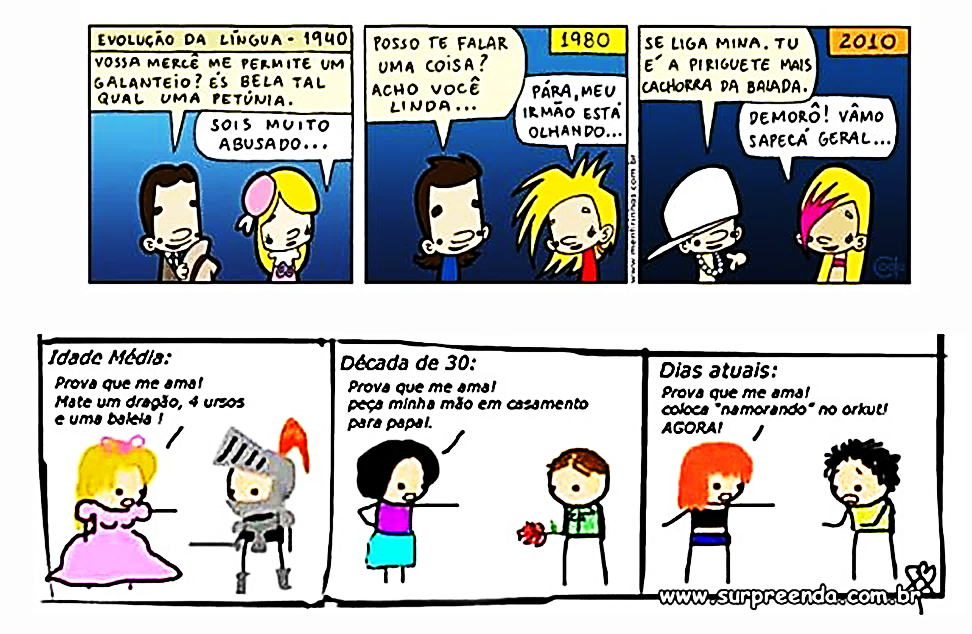 EVOLUÇÃO DA LÍNGUA - 1940
VOSSA MERCÊ ME PERMITE UM
GALANTEIO? ÉS BELA TAL
QUAL UMA PETÚNIA.
SOIS MUITO
ABUSADO...
1980
POSSO TE FALAR
UMA COISA?
ACHO VOCÊ
LINDA...
PÁRA, MEU
IRMÃO ESTÁ
OLHANDO...
www.mentirinhas.com.br
2010
SE LIGA MINA. TU
É A PIRIGUETE MAIS
CACHORRA DA BALADA.
DEMORÔ! VÂMO
SAPECÁ GERAL...
Idade Média:
Prova que me ama!
Mate um dragão, 4 ursos
e uma baleia !
Década de 30:
Prova que me ama!
peça minha mão em casamento
para papai.
Dias atuais:
Prova que me ama!
coloca "namorando" no orkut!
AGORA!
www.surpreenda.com.br